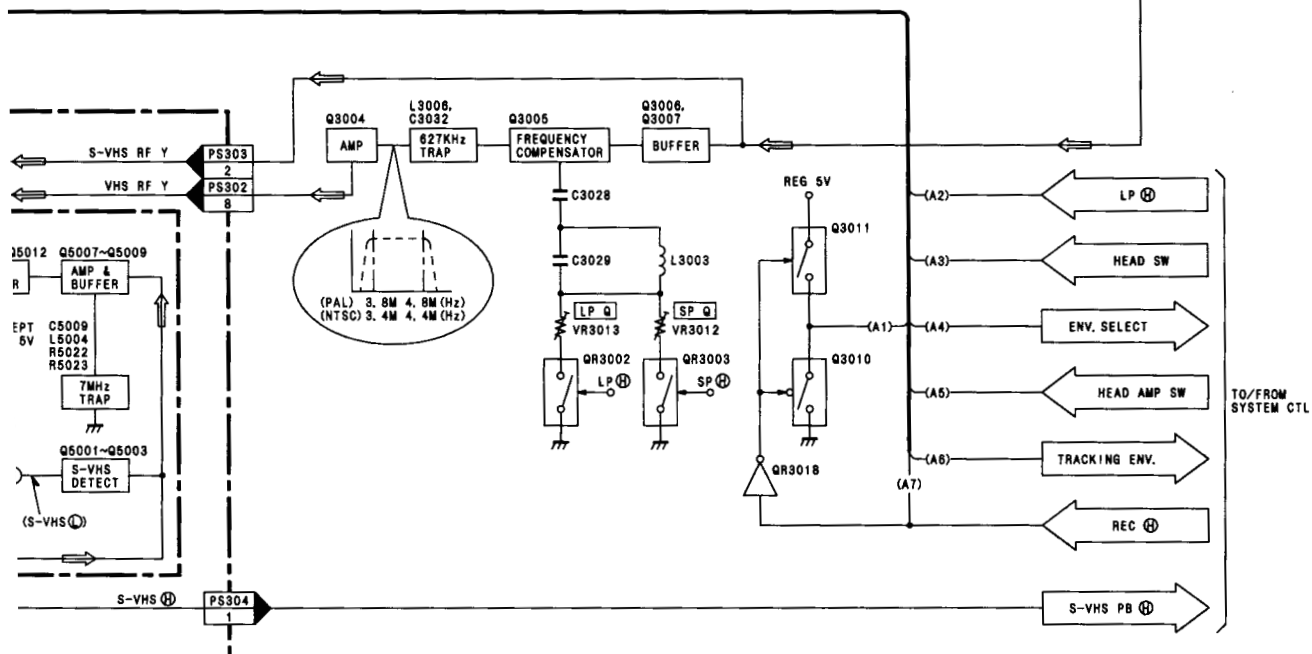 S-VHS RF Y
VHS RF Y
PS303
2
PS302
8
Q3004
AMP
L3006,
C3032
627KHz
TRAP
Q3005
FREQUENCY
COMPENSATOR
Q3006,
Q3007
BUFFER
(PAL) 3.8M 4.8M(Hz)
(NTSC) 3.4M 4.4M(Hz)
C3028
C3029
L3003
LP Q
VR3013
SP Q
VR3012
QR3002
LP Ⓗ
QR3003
SP Ⓗ
REG 5V
Q3011
Q3010
QR3018
(A1)
(A2)
LP Ⓗ
(A3)
HEAD SW
(A4)
ENV. SELECT
(A5)
HEAD AMP SW
(A6)
TRACKING ENV.
(A7)
REC Ⓗ
TO/FROM
SYSTEM CTL
Q5012
R
Q5007~Q5009
AMP &
BUFFER
EPT
5V
C5009
L5004
R5022
R5023
7MHz
TRAP
Q5001~Q5003
S-VHS
DETECT
(S-VHS Ⓛ)
S-VHS Ⓗ
PS304
1
S-VHS PB Ⓗ